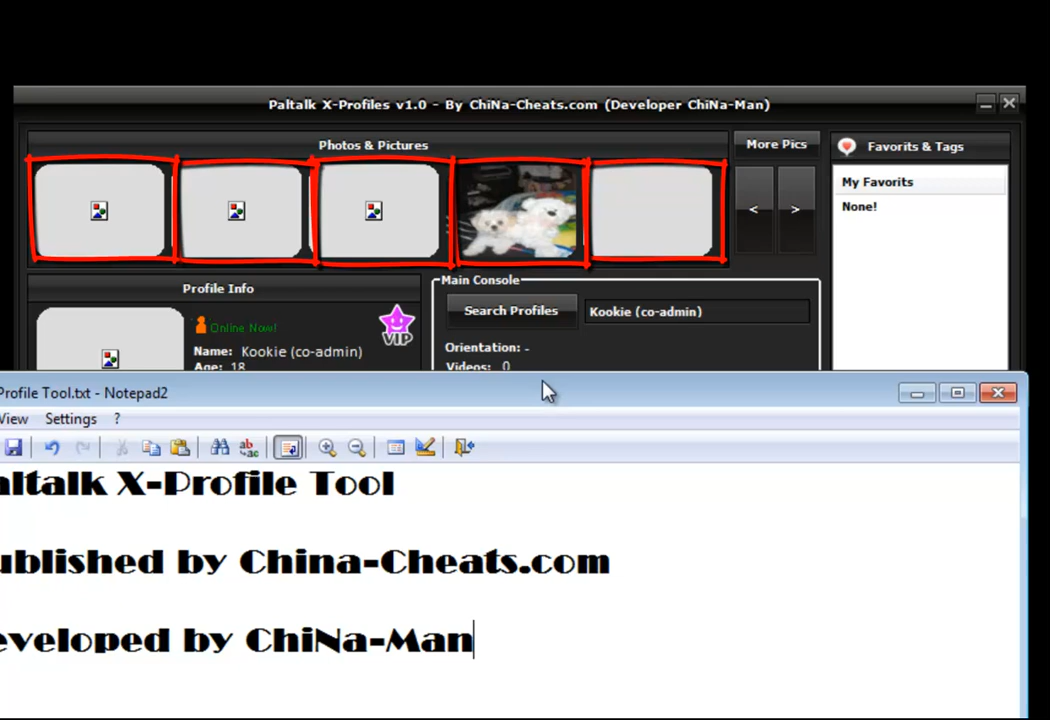 Paltalk X-Profiles v1.0 - By ChiNa-Cheats.com (Developer ChiNa-Man)
Photos & Pictures
More Pics
Favorits & Tags
< >
My Favorits
None!
Profile Info
Main Console
Online Now!
VIP
Search Profiles
Kookie (co-admin)
Name: Kookie (co-admin)
Orientation: -
Age: 18
Videos: 0
Profile Tool.txt - Notepad2
View Settings ?
altalk X-Profile Tool
ublished by China-Cheats.com
eveloped by ChiNa-Man